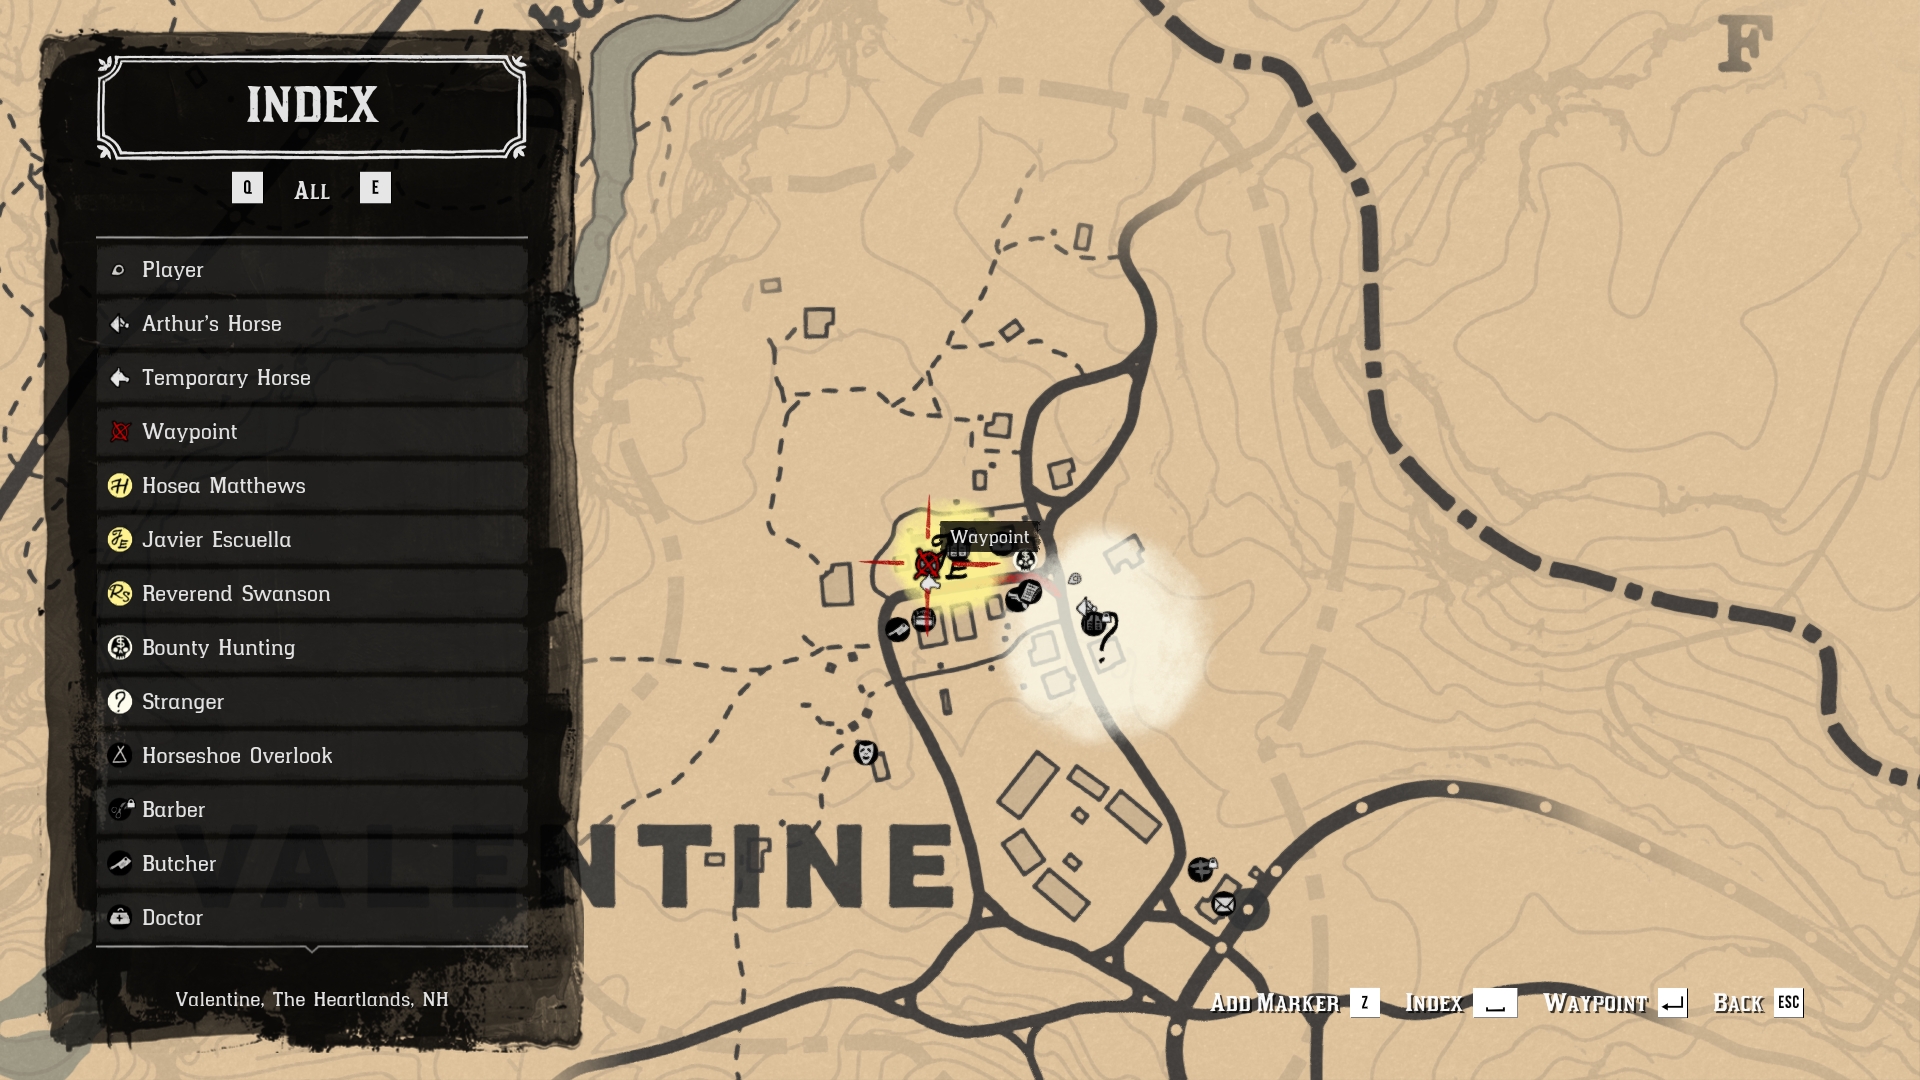 INDEX
Q All E
Player
Arthur's Horse
Temporary Horse
Waypoint
Hosea Matthews
Javier Escuella
Reverend Swanson
Bounty Hunting
Stranger
Horseshoe Overlook
Barber
Butcher
Doctor
Valentine, The Heartlands, NH
F
Waypoint
VALENTINE
Add Marker Z Index Waypoint Back ESC